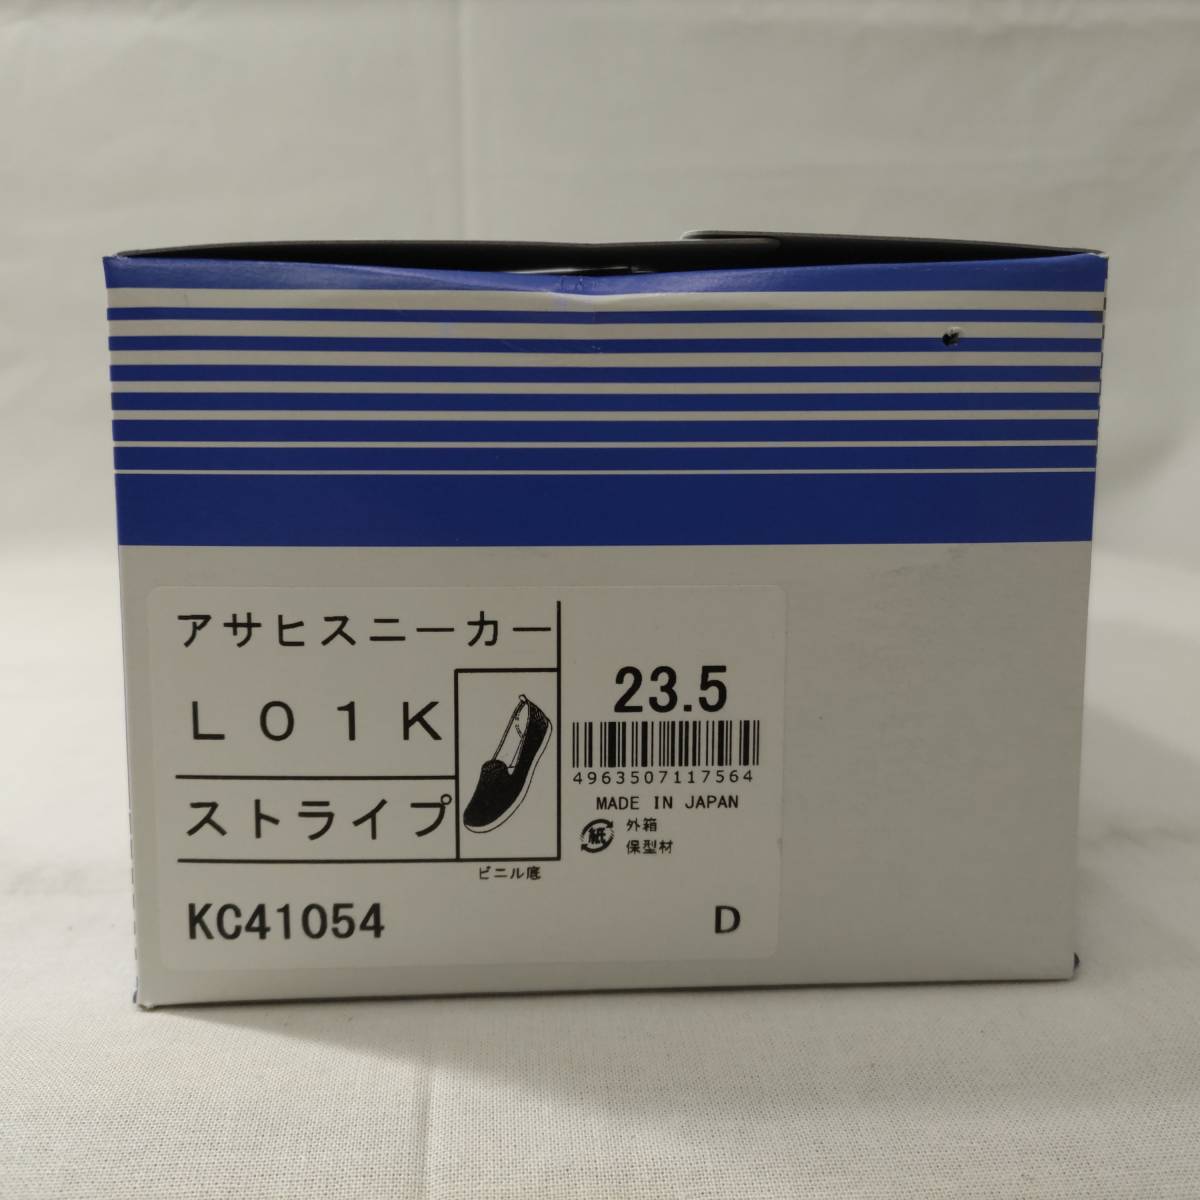 アサヒスニーカー
L01K
ストライプ
ビニル底
KC41054
23.5
4963507117564
MADE IN JAPAN
紙
外箱
保型材
D